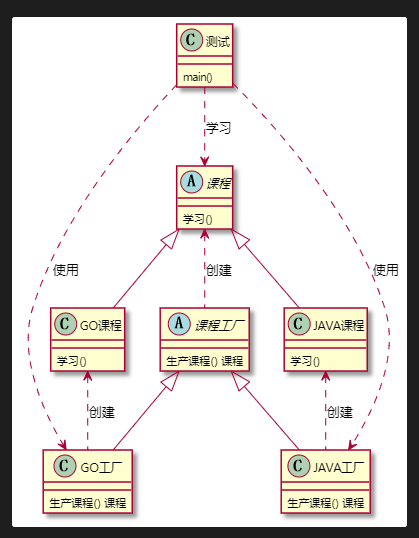 C 测试
main()
学习
A 课程
学习()
使用
创建
使用
C GO课程
学习()
A 课程工厂
生产课程() 课程
C JAVA课程
学习()
创建
创建
C GO工厂
生产课程() 课程
C JAVA工厂
生产课程() 课程